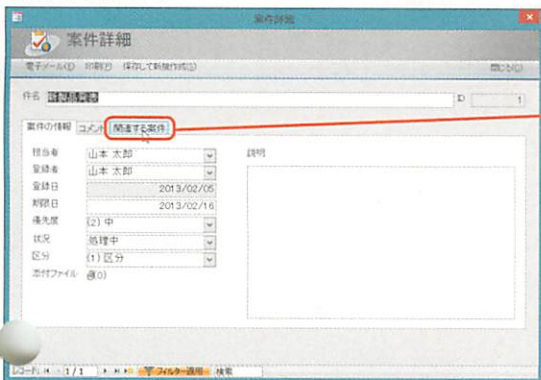 案件詳細
案件詳細
電子メール(E) 印刷(P) 保存して新規作成(S) 閉じる(C)
件名 新製品発表 ID 1
案件の情報 コメント 関連する案件
担当者 山本 太郎 説明
登録者 山本 太郎
登録日 2013/02/05
期限日 2013/02/16
優先度 (2) 中
状況 処理中
区分 (1) 区分
添付ファイル (0)
レコード: 1/1 フィルター適用 検索